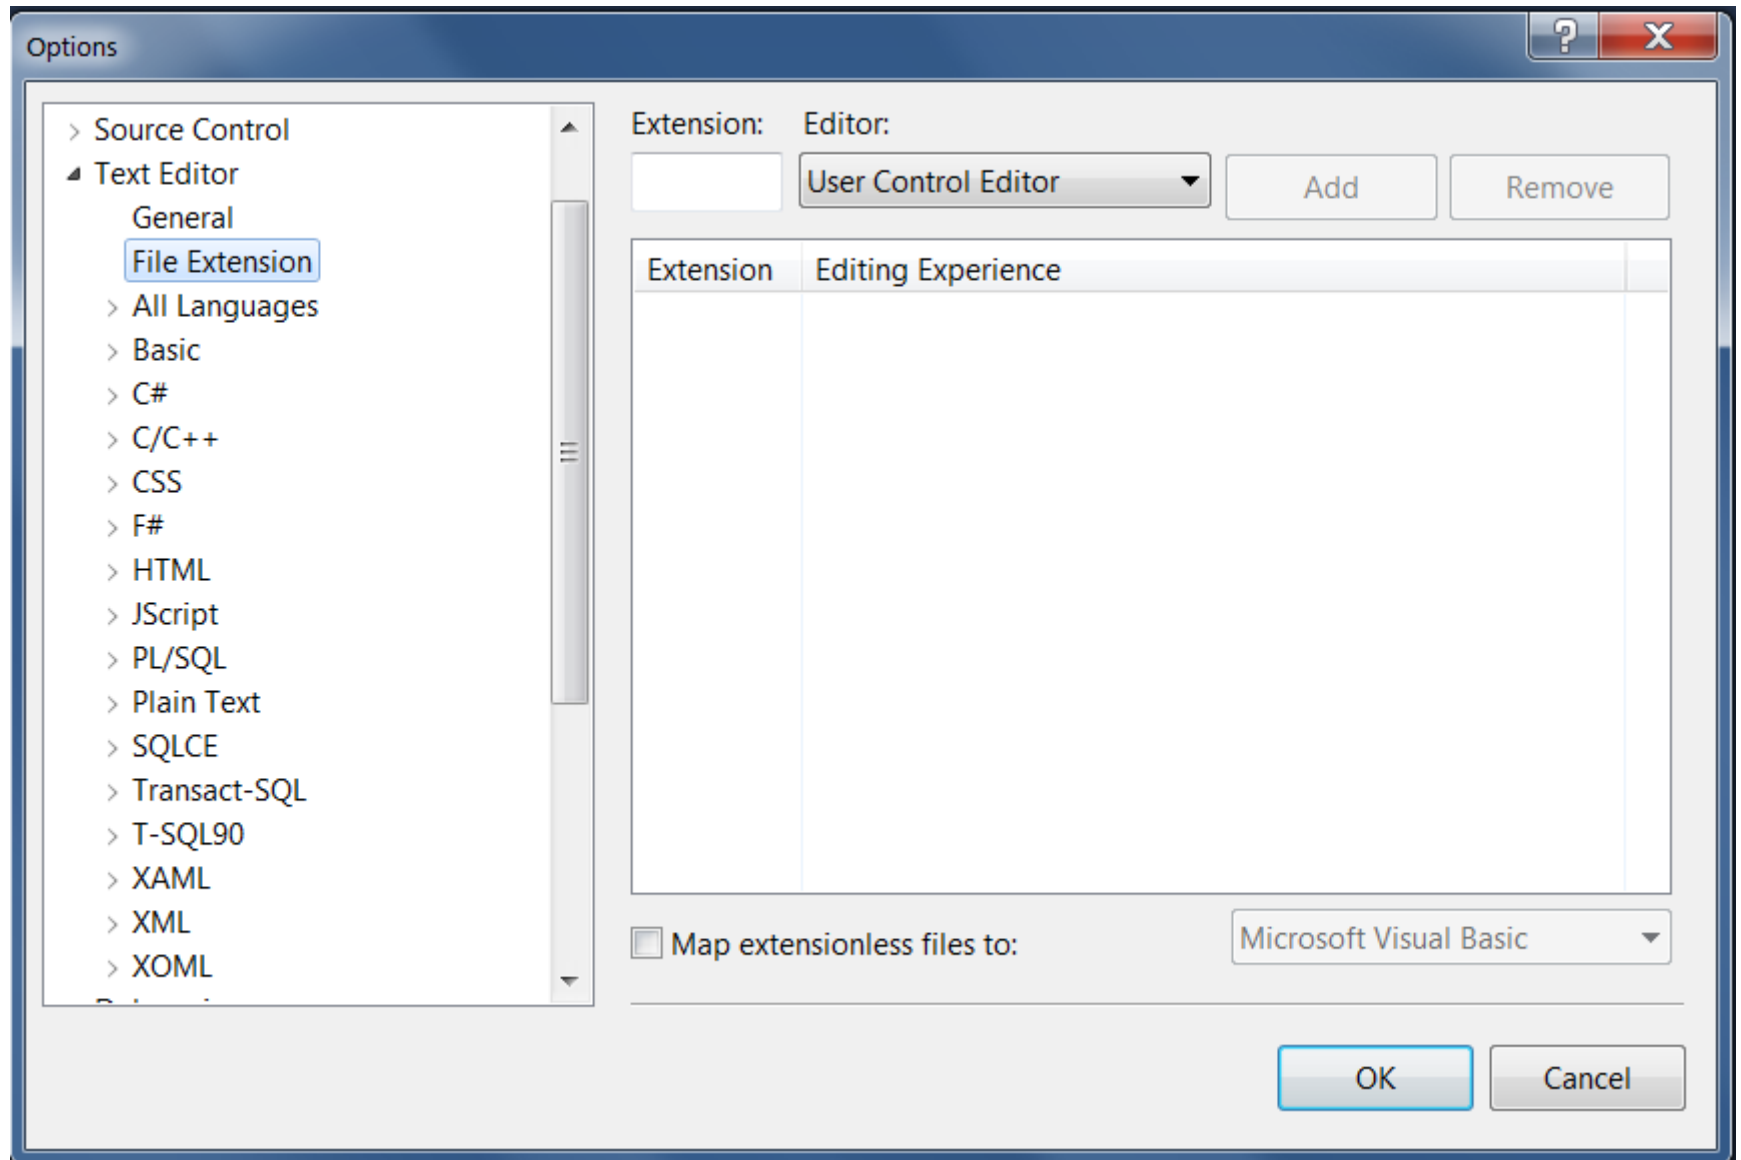 Options
Source Control
Text Editor
General
File Extension
All Languages
Basic
C#
C/C++
CSS
F#
HTML
JScript
PL/SQL
Plain Text
SQLCE
Transact-SQL
T-SQL90
XAML
XML
XOML
Extension: Editor:
User Control Editor Add Remove
Extension Editing Experience
Map extensionless files to: Microsoft Visual Basic
OK Cancel